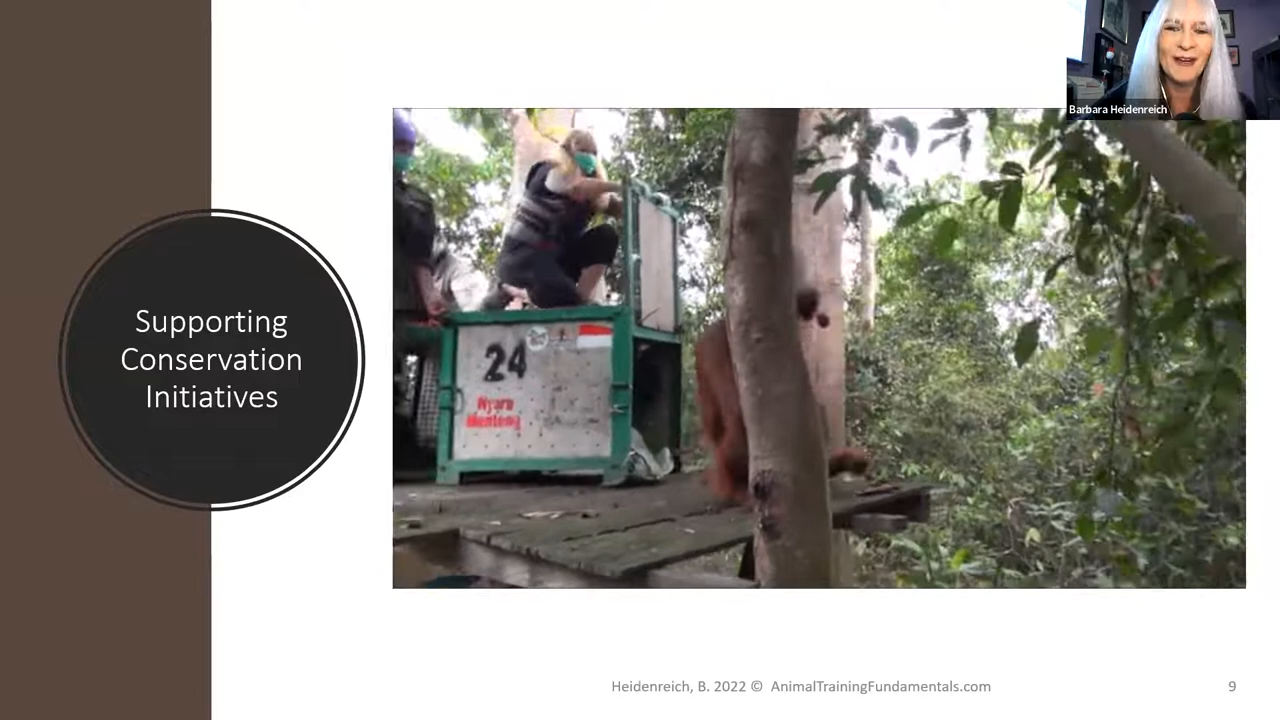 Barbara Heidenreich
Supporting
Conservation
Initiatives
24
Nyaru
Menteng
Heidenreich, B. 2022 © AnimalTrainingFundamentals.com
9